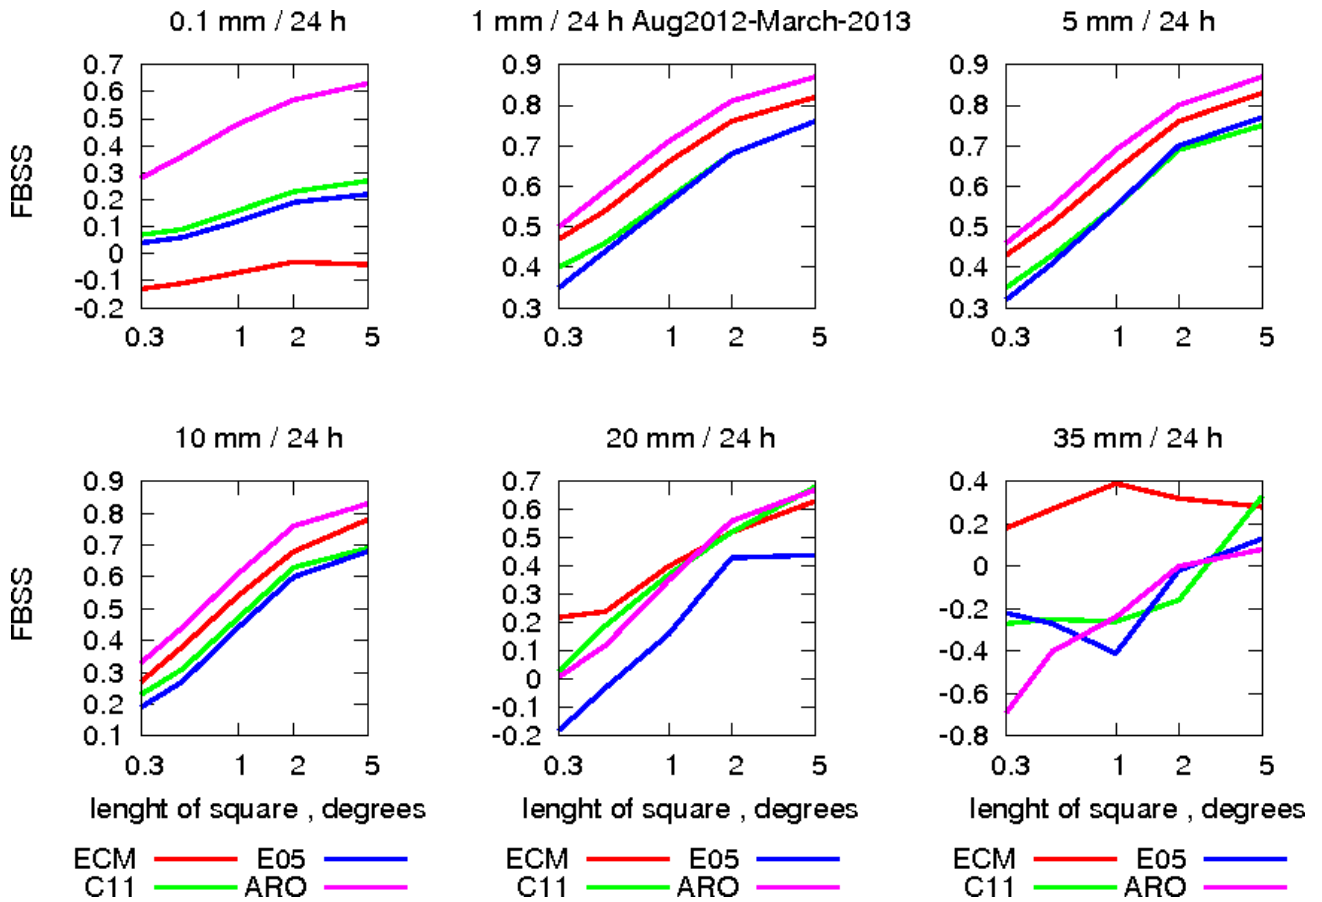 0.1 mm / 24 h
1 mm / 24 h Aug2012-March-2013
5 mm / 24 h
FBSS
0.7
0.6
0.5
0.4
0.3
0.2
0.1
0
-0.1
-0.2
0.3 1 2 5
0.9
0.8
0.7
0.6
0.5
0.4
0.3
0.3 1 2 5
0.9
0.8
0.7
0.6
0.5
0.4
0.3
0.3 1 2 5
10 mm / 24 h
20 mm / 24 h
35 mm / 24 h
FBSS
0.9
0.8
0.7
0.6
0.5
0.4
0.3
0.2
0.1
0.3 1 2 5
lenght of square , degrees
ECM E05
C11 ARO
0.7
0.6
0.5
0.4
0.3
0.2
0.1
0
-0.1
-0.2
0.3 1 2 5
lenght of square , degrees
ECM E05
C11 ARO
0.4
0.2
0
-0.2
-0.4
-0.6
-0.8
0.3 1 2 5
lenght of square , degrees
ECM E05
C11 ARO